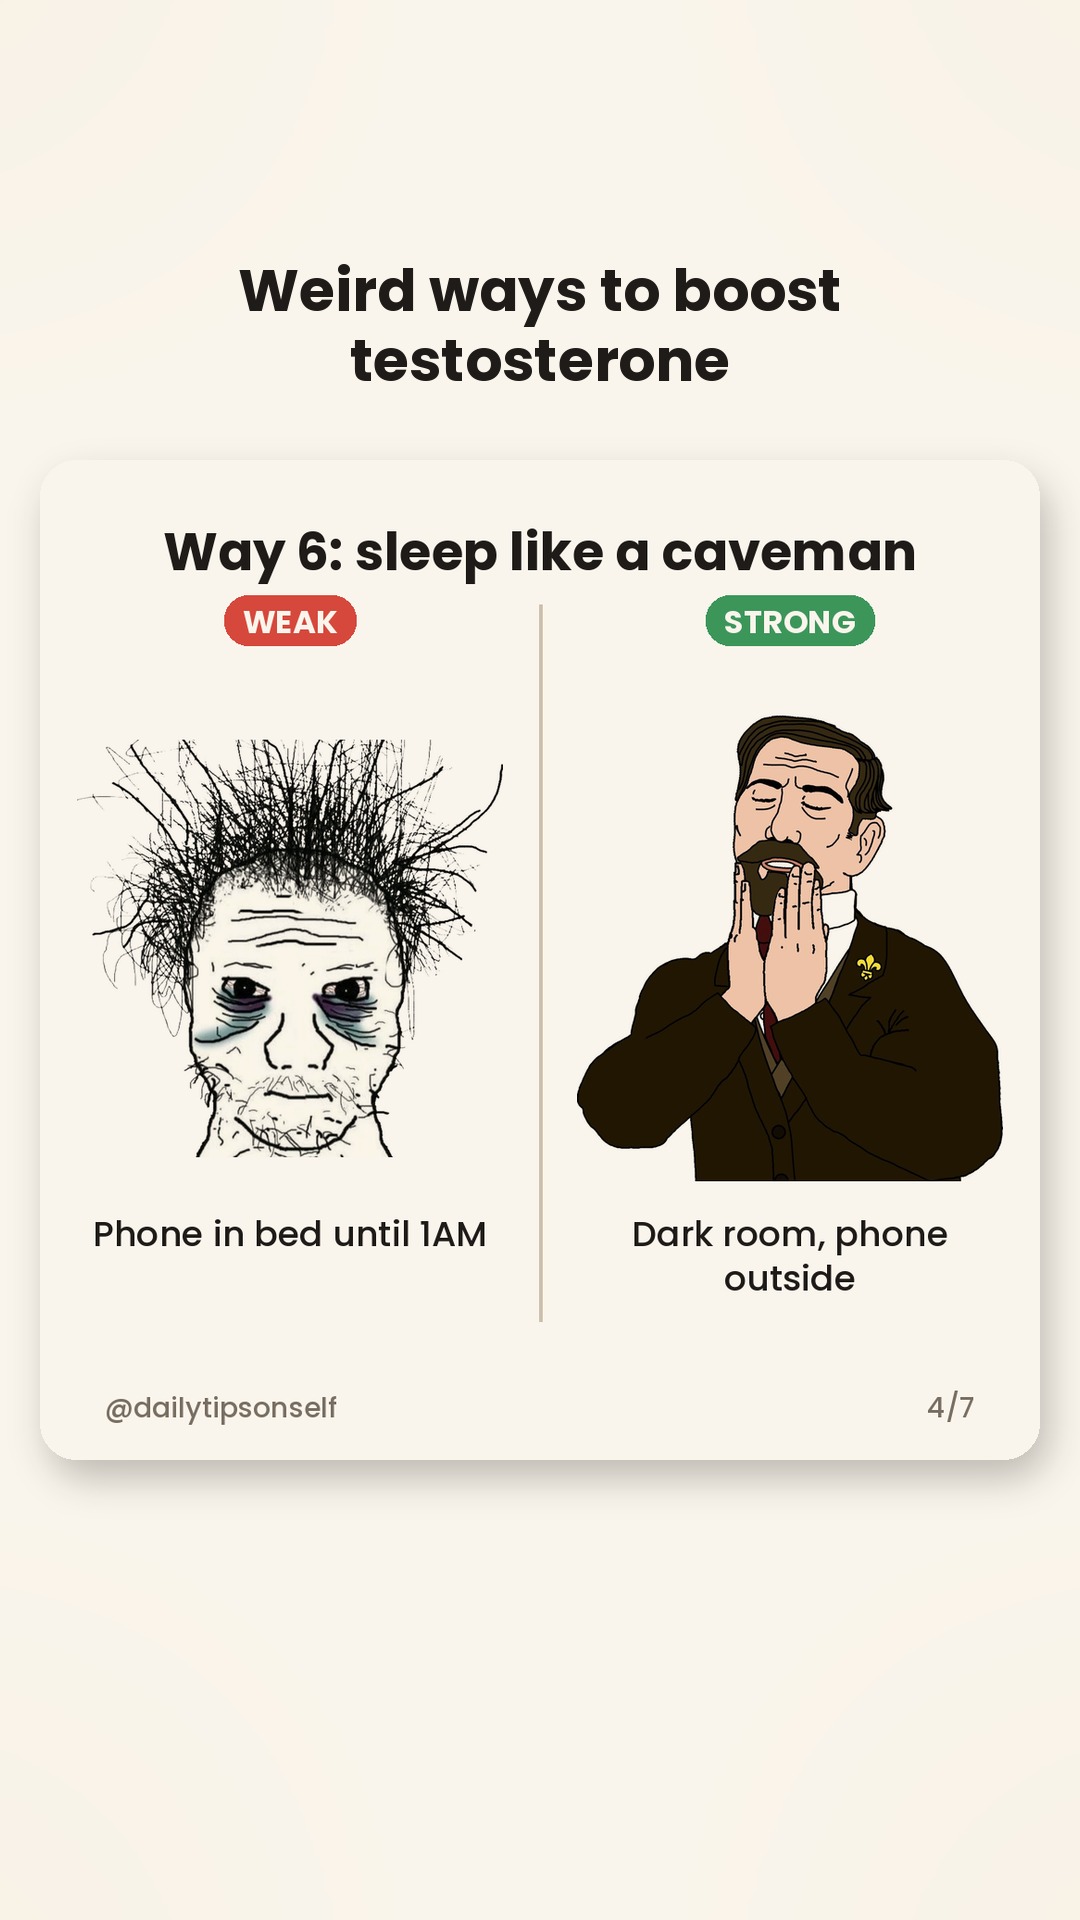 Weird ways to boost
testosterone
Way 6: sleep like a caveman
WEAK
STRONG
Phone in bed until 1AM
Dark room, phone
outside
@dailytipsonself
4/7